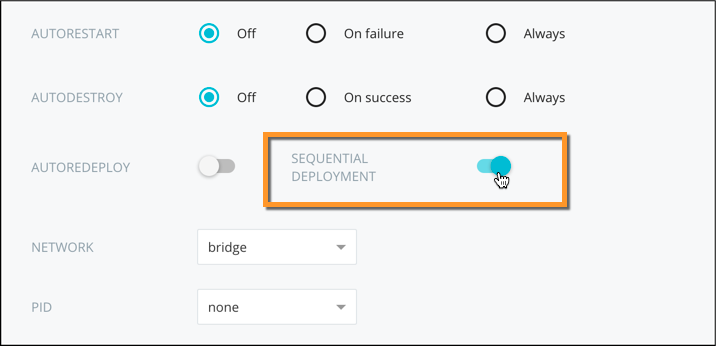 AUTORESTART Off On failure Always
AUTODESTROY Off On success Always
AUTOREDEPLOY SEQUENTIAL
DEPLOYMENT
NETWORK bridge
PID none